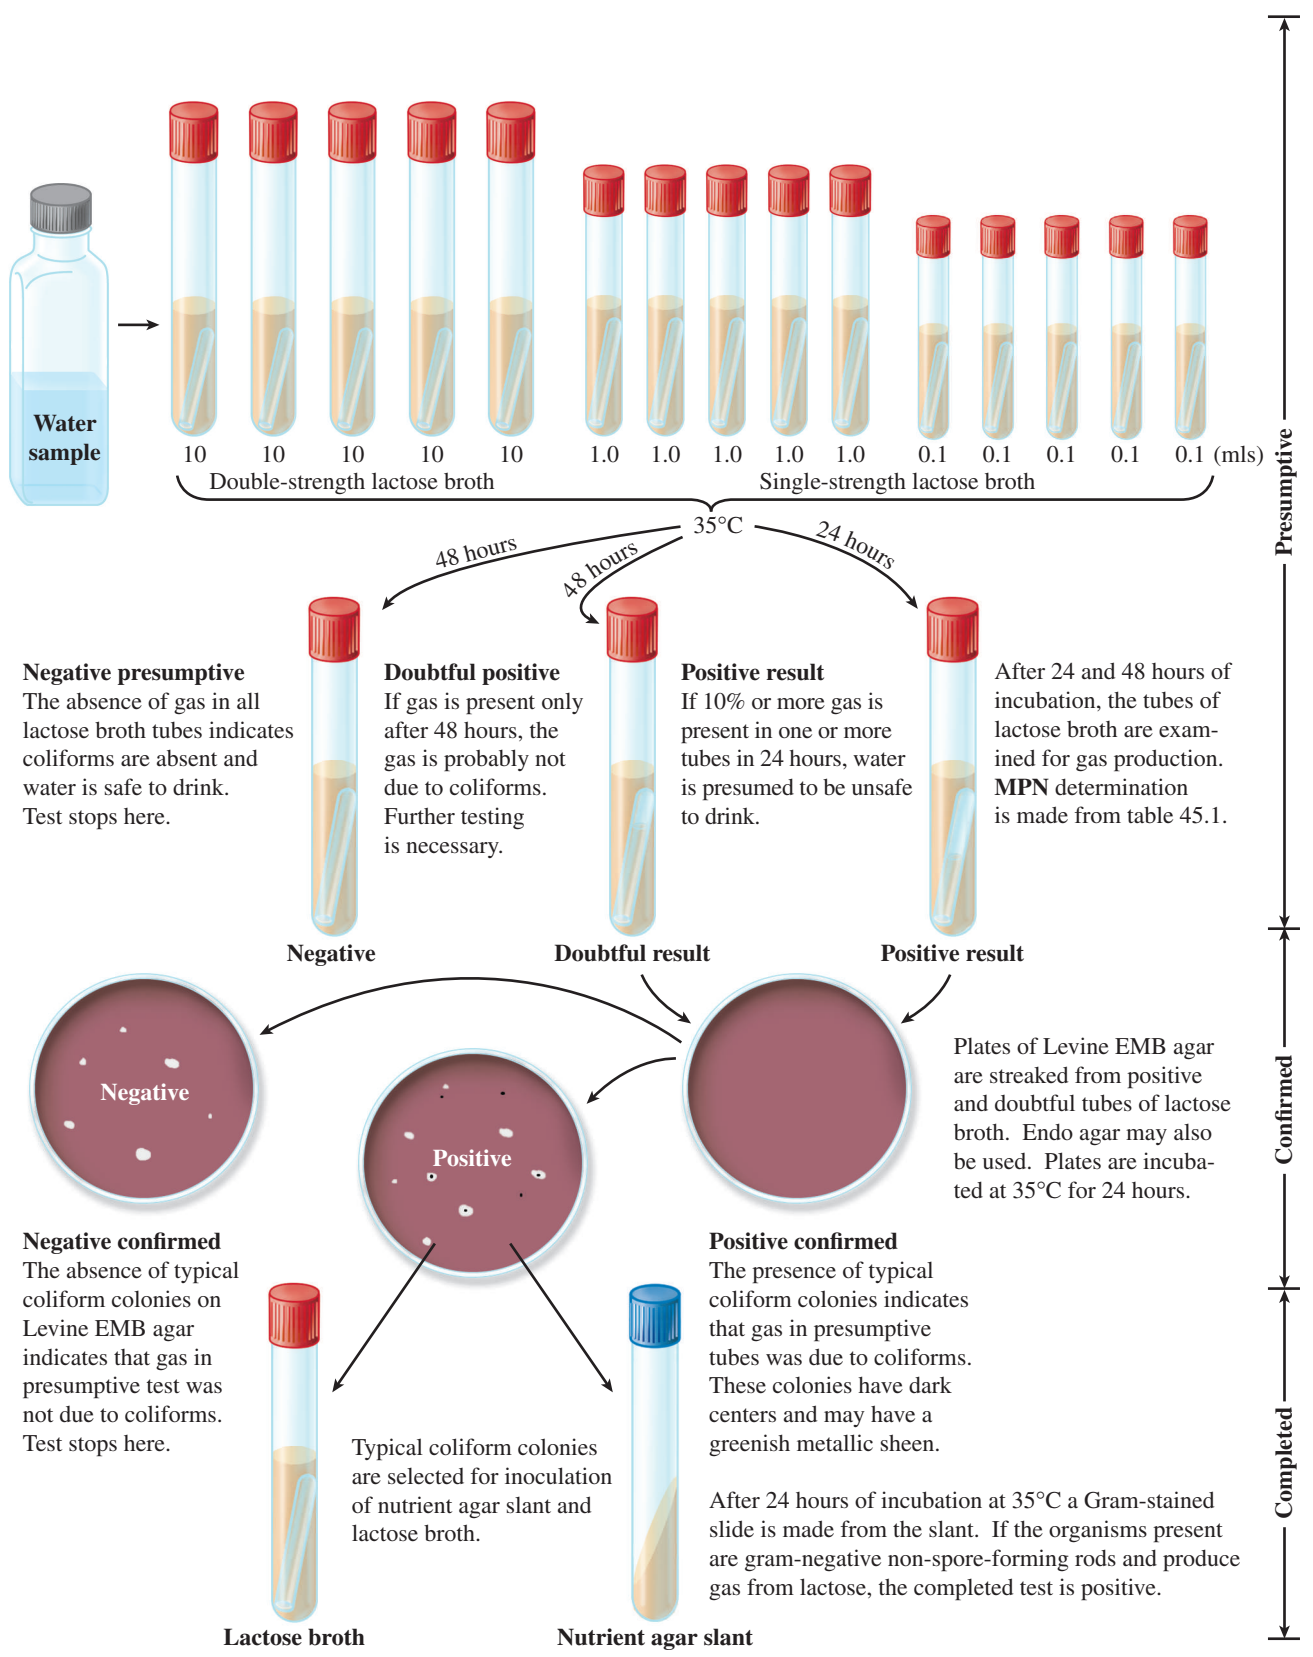 Water
sample
10 10 10 10 10 1.0 1.0 1.0 1.0 1.0 0.1 0.1 0.1 0.1 0.1 (mls)
Double-strength lactose broth
Single-strength lactose broth
35°C
48 hours
48 hours
24 hours
Presumptive
Negative presumptive
The absence of gas in all
lactose broth tubes indicates
coliforms are absent and
water is safe to drink.
Test stops here.
Doubtful positive
If gas is present only
after 48 hours, the
gas is probably not
due to coliforms.
Further testing
is necessary.
Positive result
If 10% or more gas is
present in one or more
tubes in 24 hours, water
is presumed to be unsafe
to drink.
After 24 and 48 hours of
incubation, the tubes of
lactose broth are exam-
ined for gas production.
MPN determination
is made from table 45.1.
Negative
Doubtful result
Positive result
Negative
Positive
Plates of Levine EMB agar
are streaked from positive
and doubtful tubes of lactose
broth. Endo agar may also
be used. Plates are incuba-
ted at 35°C for 24 hours.
Confirmed
Negative confirmed
The absence of typical
coliform colonies on
Levine EMB agar
indicates that gas in
presumptive test was
not due to coliforms.
Test stops here.
Positive confirmed
The presence of typical
coliform colonies indicates
that gas in presumptive
tubes was due to coliforms.
These colonies have dark
centers and may have a
greenish metallic sheen.
Typical coliform colonies
are selected for inoculation
of nutrient agar slant and
lactose broth.
After 24 hours of incubation at 35°C a Gram-stained
slide is made from the slant. If the organisms present
are gram-negative non-spore-forming rods and produce
gas from lactose, the completed test is positive.
Completed
Lactose broth
Nutrient agar slant